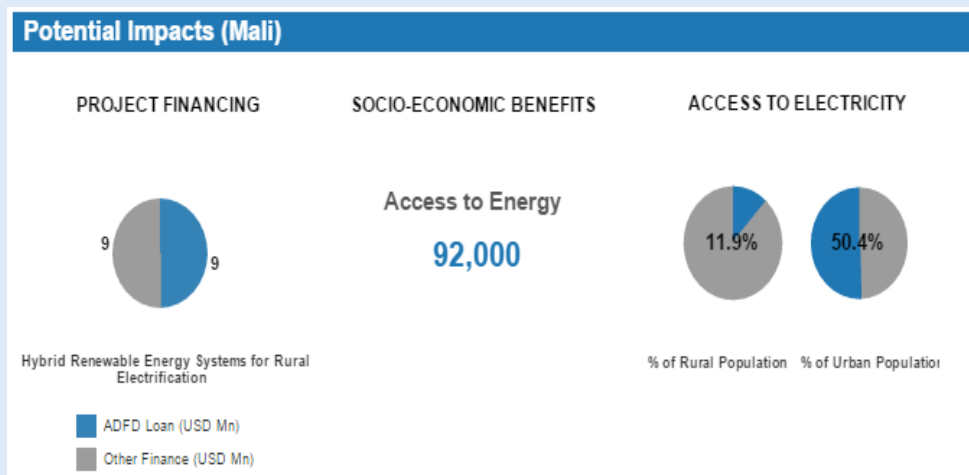 Potential Impacts (Mali)
PROJECT FINANCING
SOCIO-ECONOMIC BENEFITS
ACCESS TO ELECTRICITY
9
9
Access to Energy
92,000
11.9%
50.4%
Hybrid Renewable Energy Systems for Rural
Electrification
% of Rural Population
% of Urban Population
ADFD Loan (USD Mn)
Other Finance (USD Mn)